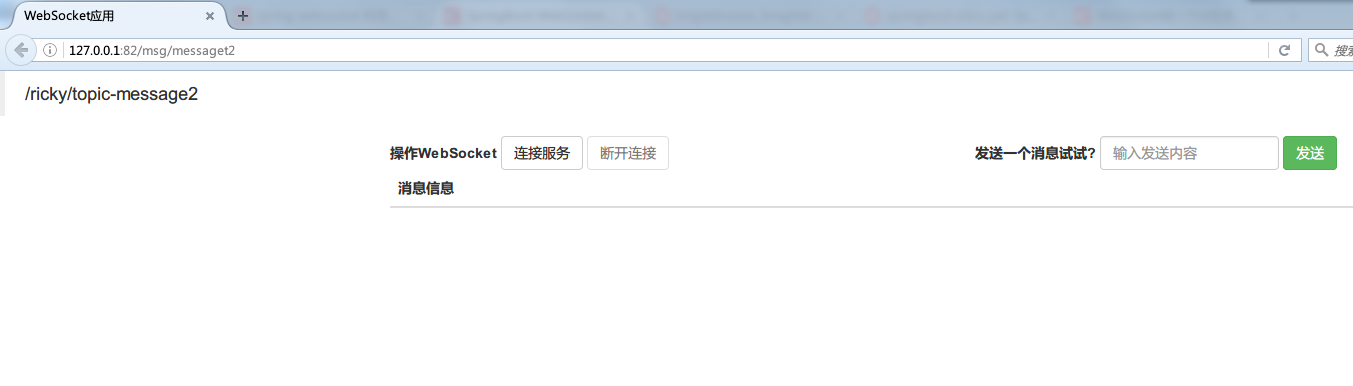 WebSocket应用
127.0.0.1:82/msg/messaget2
/ricky/topic-message2
操作WebSocket 连接服务 断开连接 发送一个消息试试? 输入发送内容 发送
消息信息